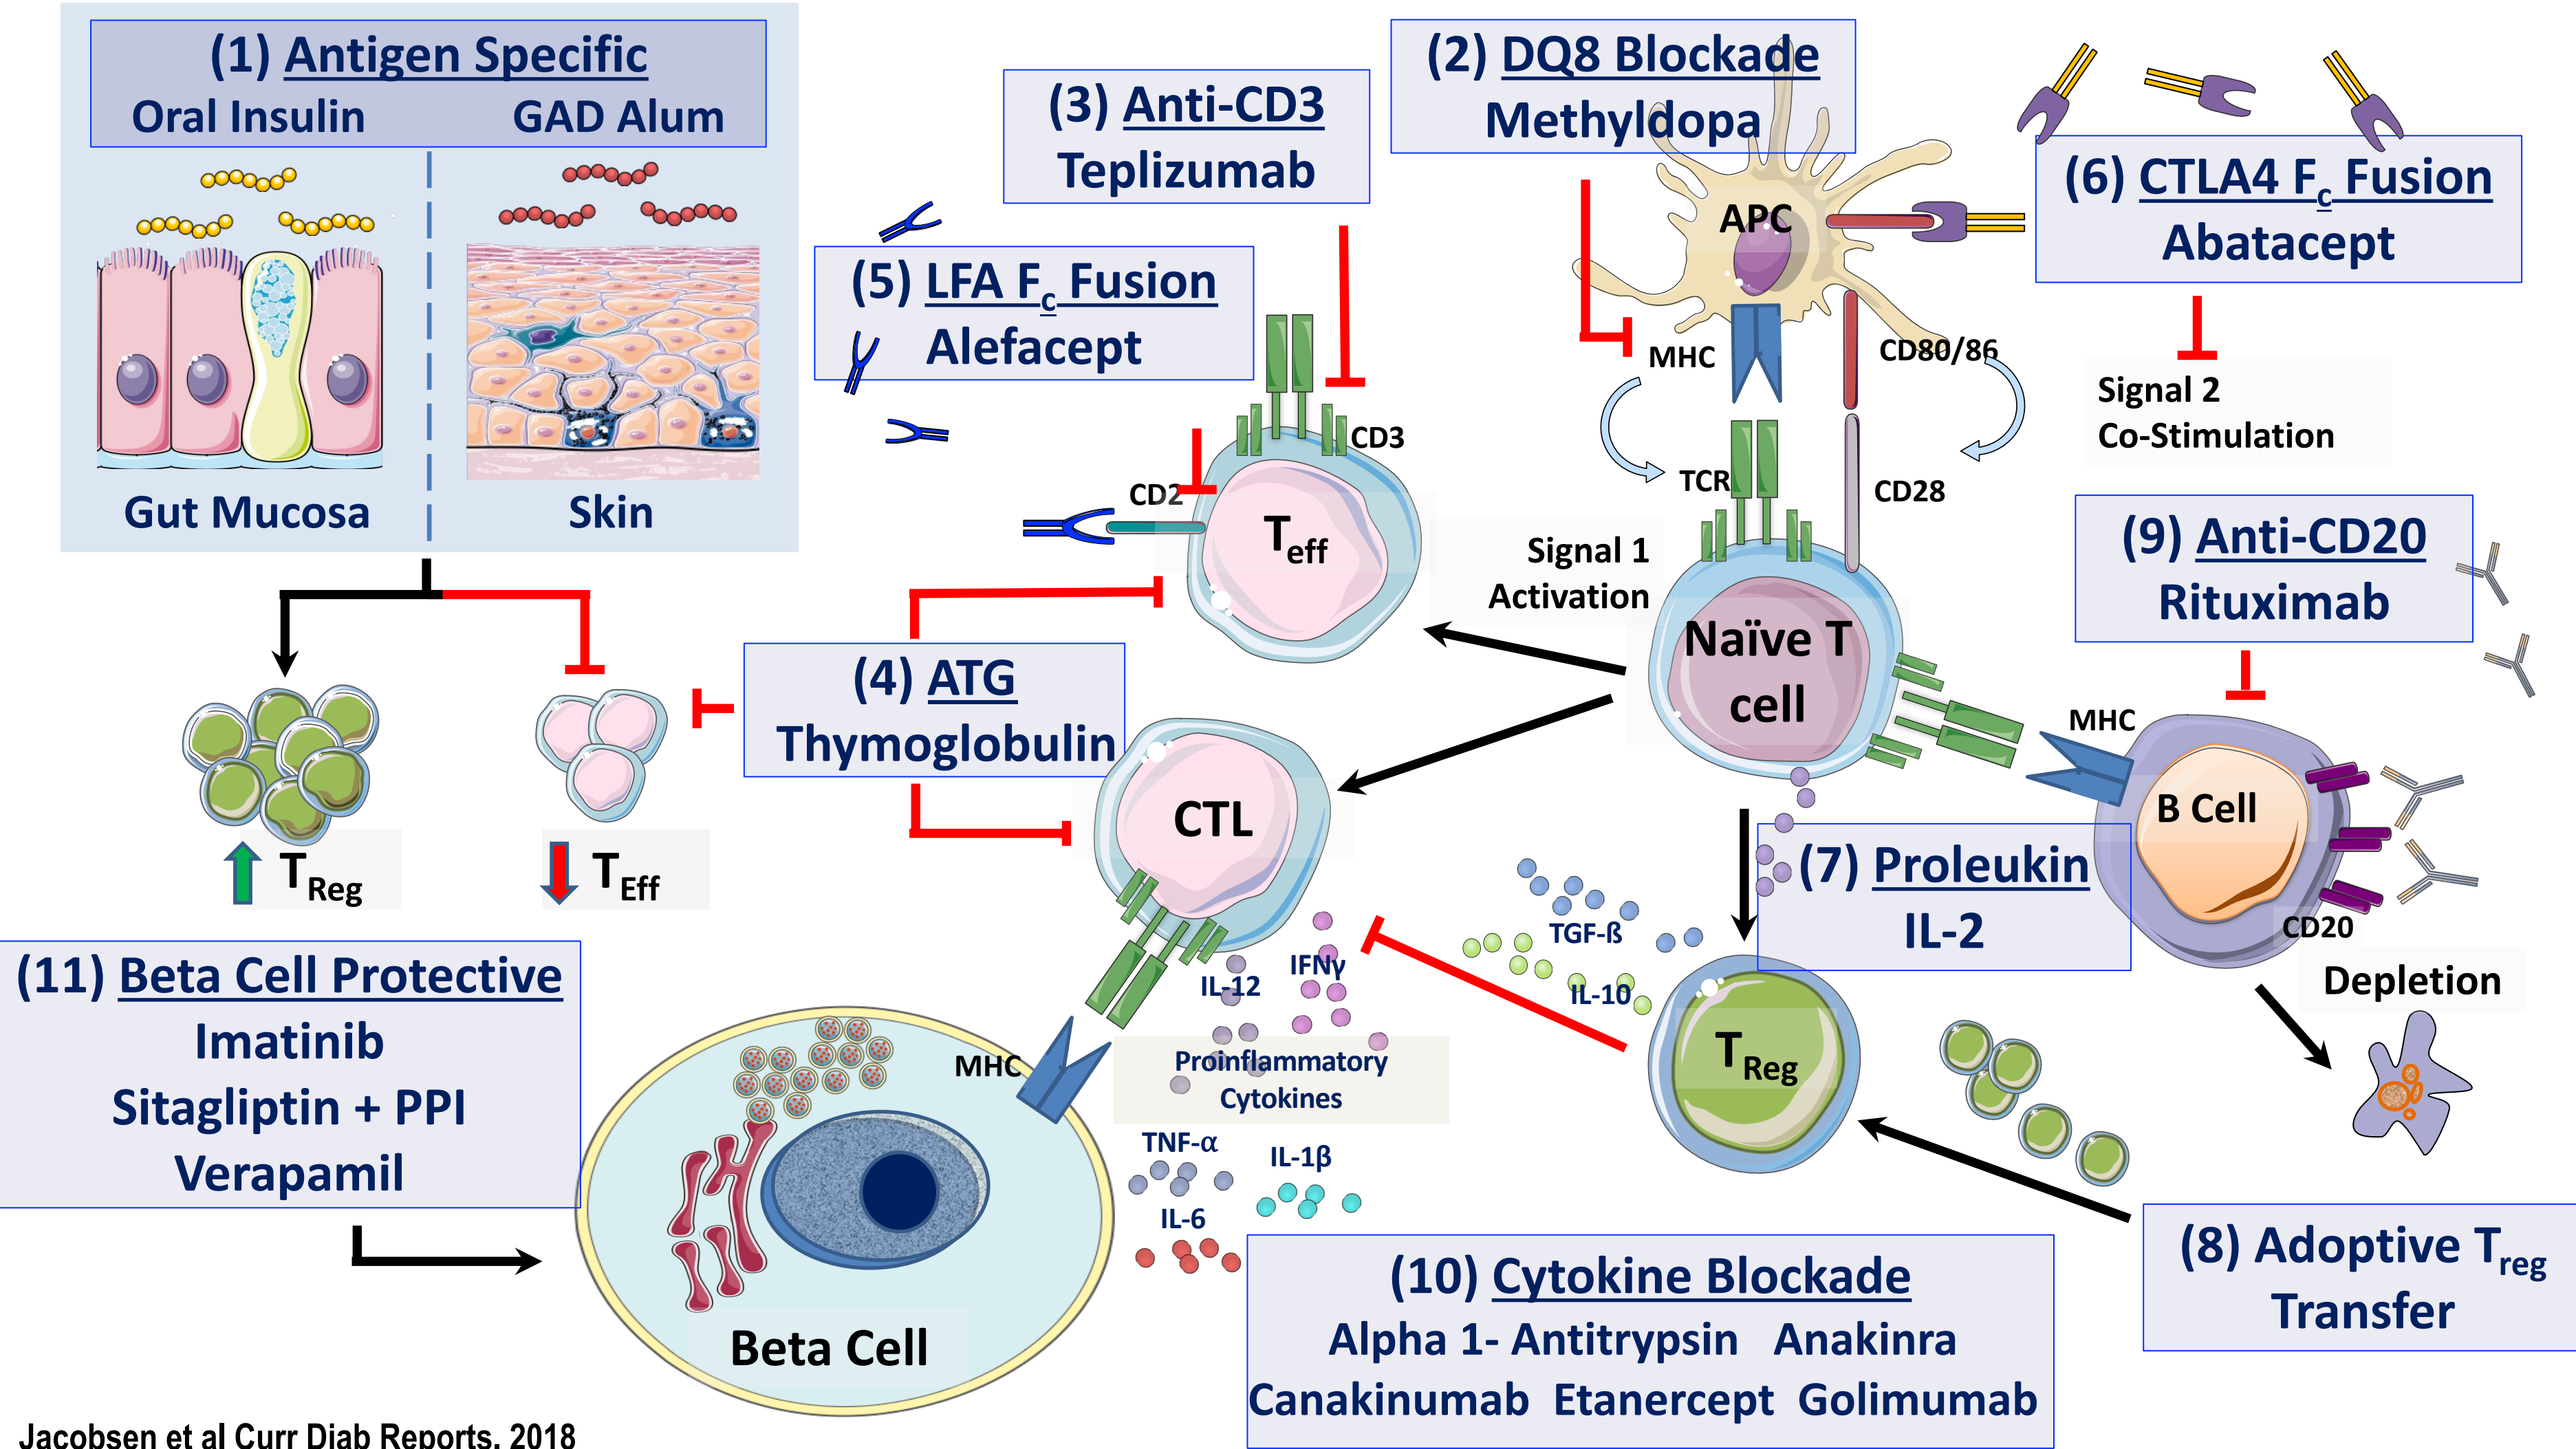 (1) Antigen Specific
Oral Insulin GAD Alum
Gut Mucosa Skin
(3) Anti-CD3
Teplizumab
(2) DQ8 Blockade
Methyldopa
(6) CTLA4 Fc Fusion
Abatacept
(5) LFA Fc Fusion
Alefacept
APC
MHC
CD80/86
Signal 2
Co-Stimulation
CD3
CD2
Teff
TCR
CD28
Signal 1
Activation
Naïve T
cell
(9) Anti-CD20
Rituximab
(4) ATG
Thymoglobulin
MHC
B Cell
CD20
Depletion
CTL
TReg
TEff
(7) Proleukin
IL-2
TGF-ß
IL-10
IL-12
IFNγ
Proinflammatory
Cytokines
TNF-α
IL-1β
IL-6
TReg
(11) Beta Cell Protective
Imatinib
Sitagliptin + PPI
Verapamil
MHC
Beta Cell
(8) Adoptive Treg
Transfer
(10) Cytokine Blockade
Alpha 1- Antitrypsin Anakinra
Canakinumab Etanercept Golimumab
Jacobsen et al Curr Diab Reports, 2018